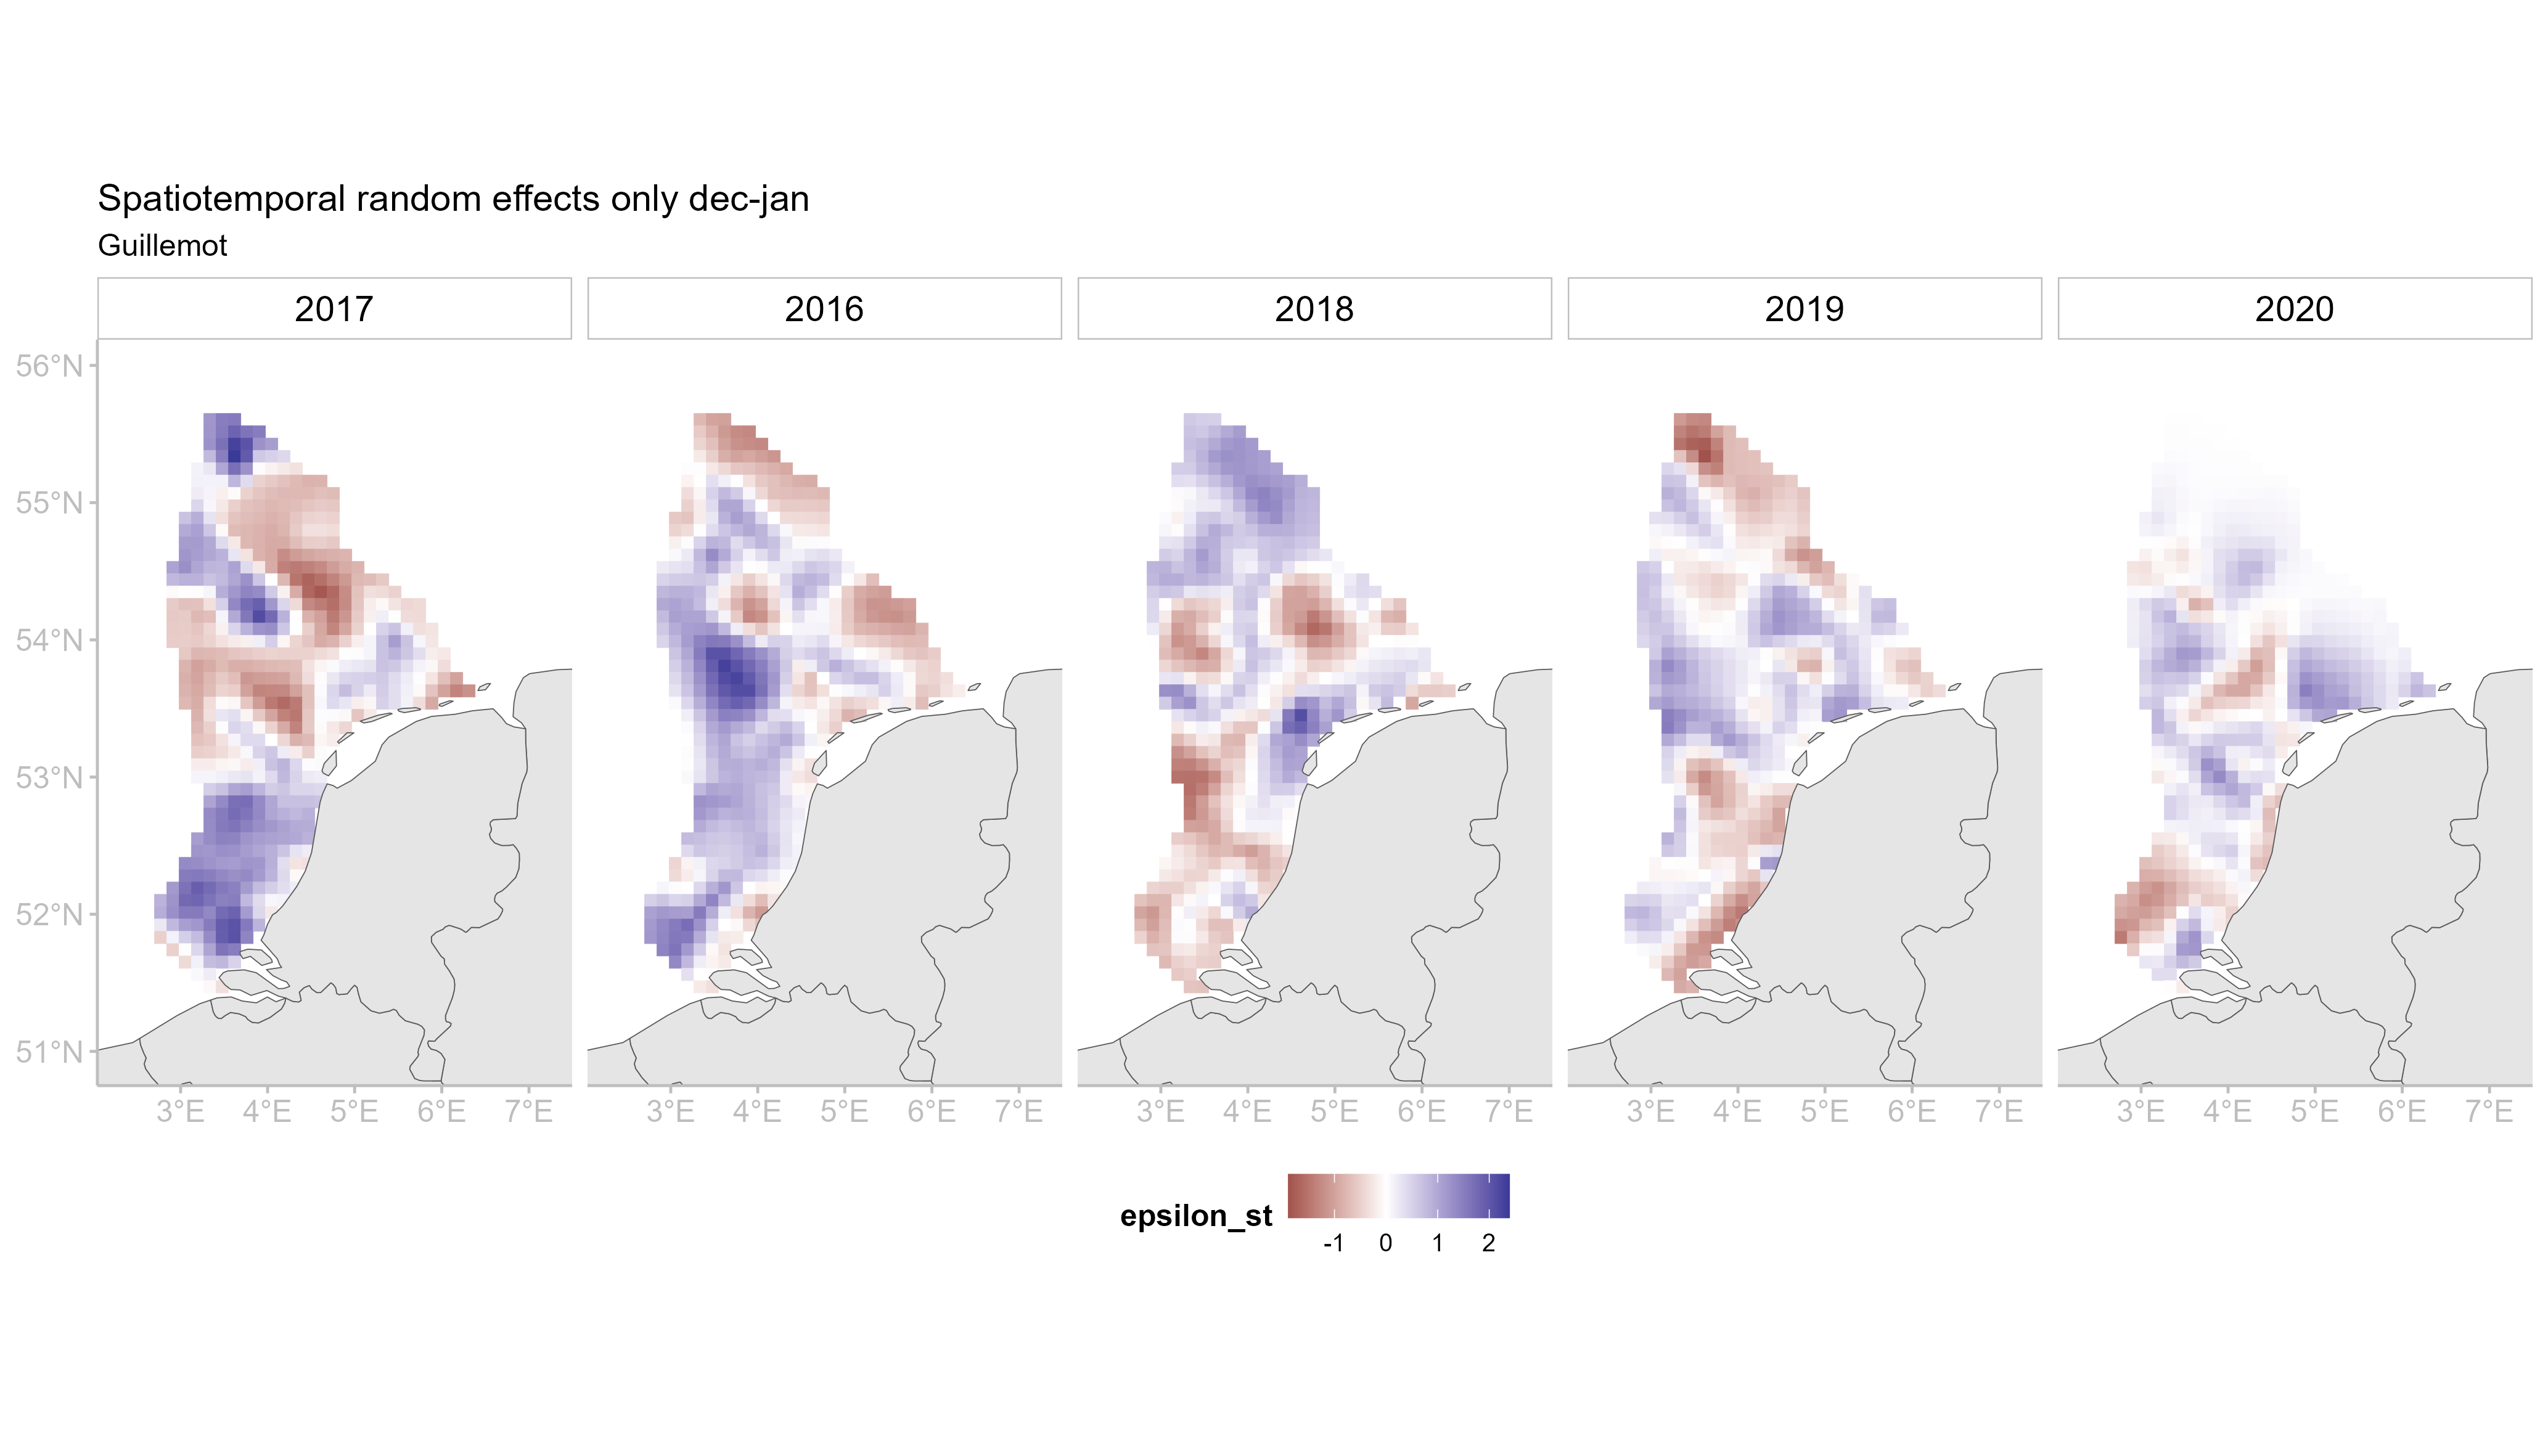 Spatiotemporal random effects only dec-jan
Guillemot
2017 2016 2018 2019 2020
56°N
55°N
54°N
53°N
52°N
51°N
3°E 4°E 5°E 6°E 7°E 3°E 4°E 5°E 6°E 7°E 3°E 4°E 5°E 6°E 7°E 3°E 4°E 5°E 6°E 7°E 3°E 4°E 5°E 6°E 7°E
epsilon_st
-1 0 1 2